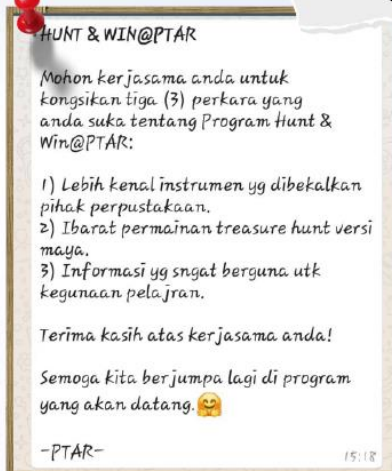 HUNT & WIN@PTAR
Mohon kerjasama anda untuk
kongsikan tiga (3) perkara yang
anda suka tentang Program Hunt &
Win@PTAR:
1) Lebih kenal instrumen yg dibekalkan
pihak perpustakaan.
2) Ibarat permainan treasure hunt versi
maya.
3) Informasi yg sngat berguna utk
kegunaan pelajran.
Terima kasih atas kerjasama anda!
Semoga kita berjumpa lagi di program
yang akan datang.🤗
-PTAR-
15:18